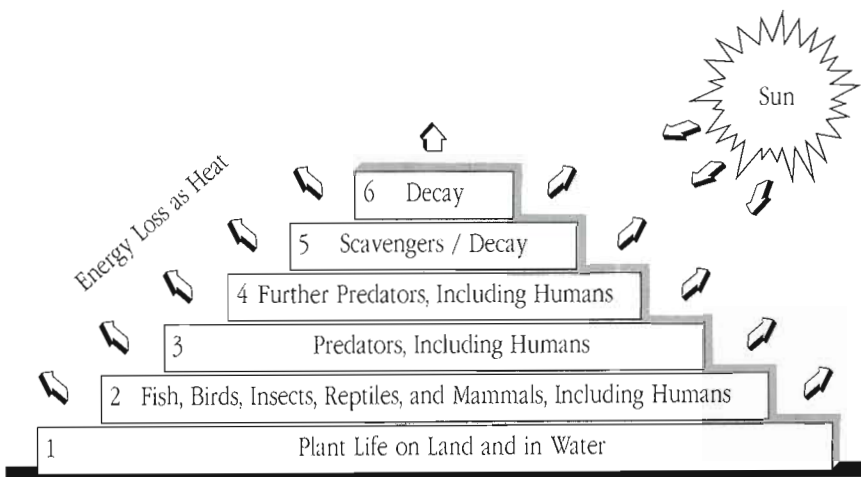 Sun
Energy Loss as Heat
6 Decay
5 Scavengers / Decay
4 Further Predators, Including Humans
3 Predators, Including Humans
2 Fish, Birds, Insects, Reptiles, and Mammals, Including Humans
1 Plant Life on Land and in Water